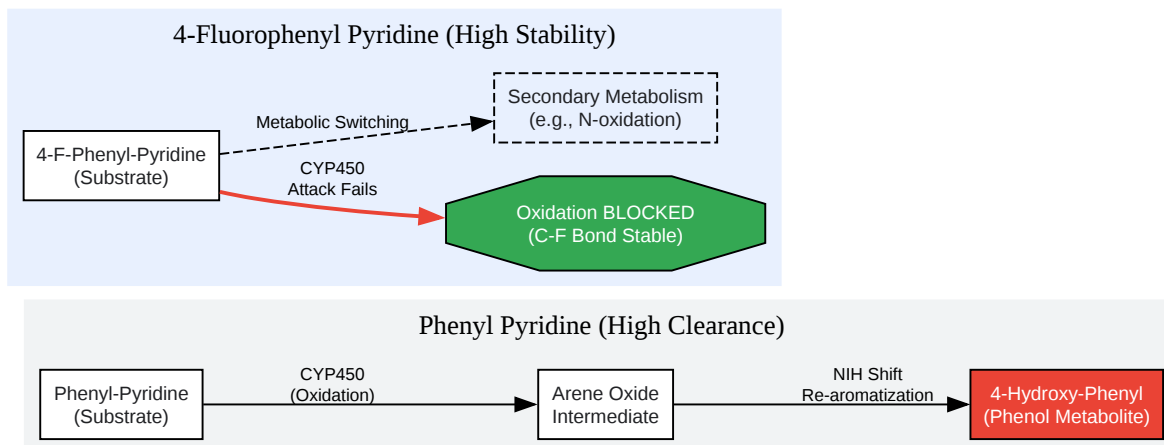 4-Fluorophenyl Pyridine (High Stability)
Secondary Metabolism
(e.g., N-oxidation)
Metabolic Switching
4-F-Phenyl-Pyridine
(Substrate)
CYP450
Attack Fails
Oxidation BLOCKED
(C-F Bond Stable)
Phenyl Pyridine (High Clearance)
Phenyl-Pyridine
(Substrate)
CYP450
(Oxidation)
Arene Oxide
Intermediate
NIH Shift
Re-aromatization
4-Hydroxy-Phenyl
(Phenol Metabolite)